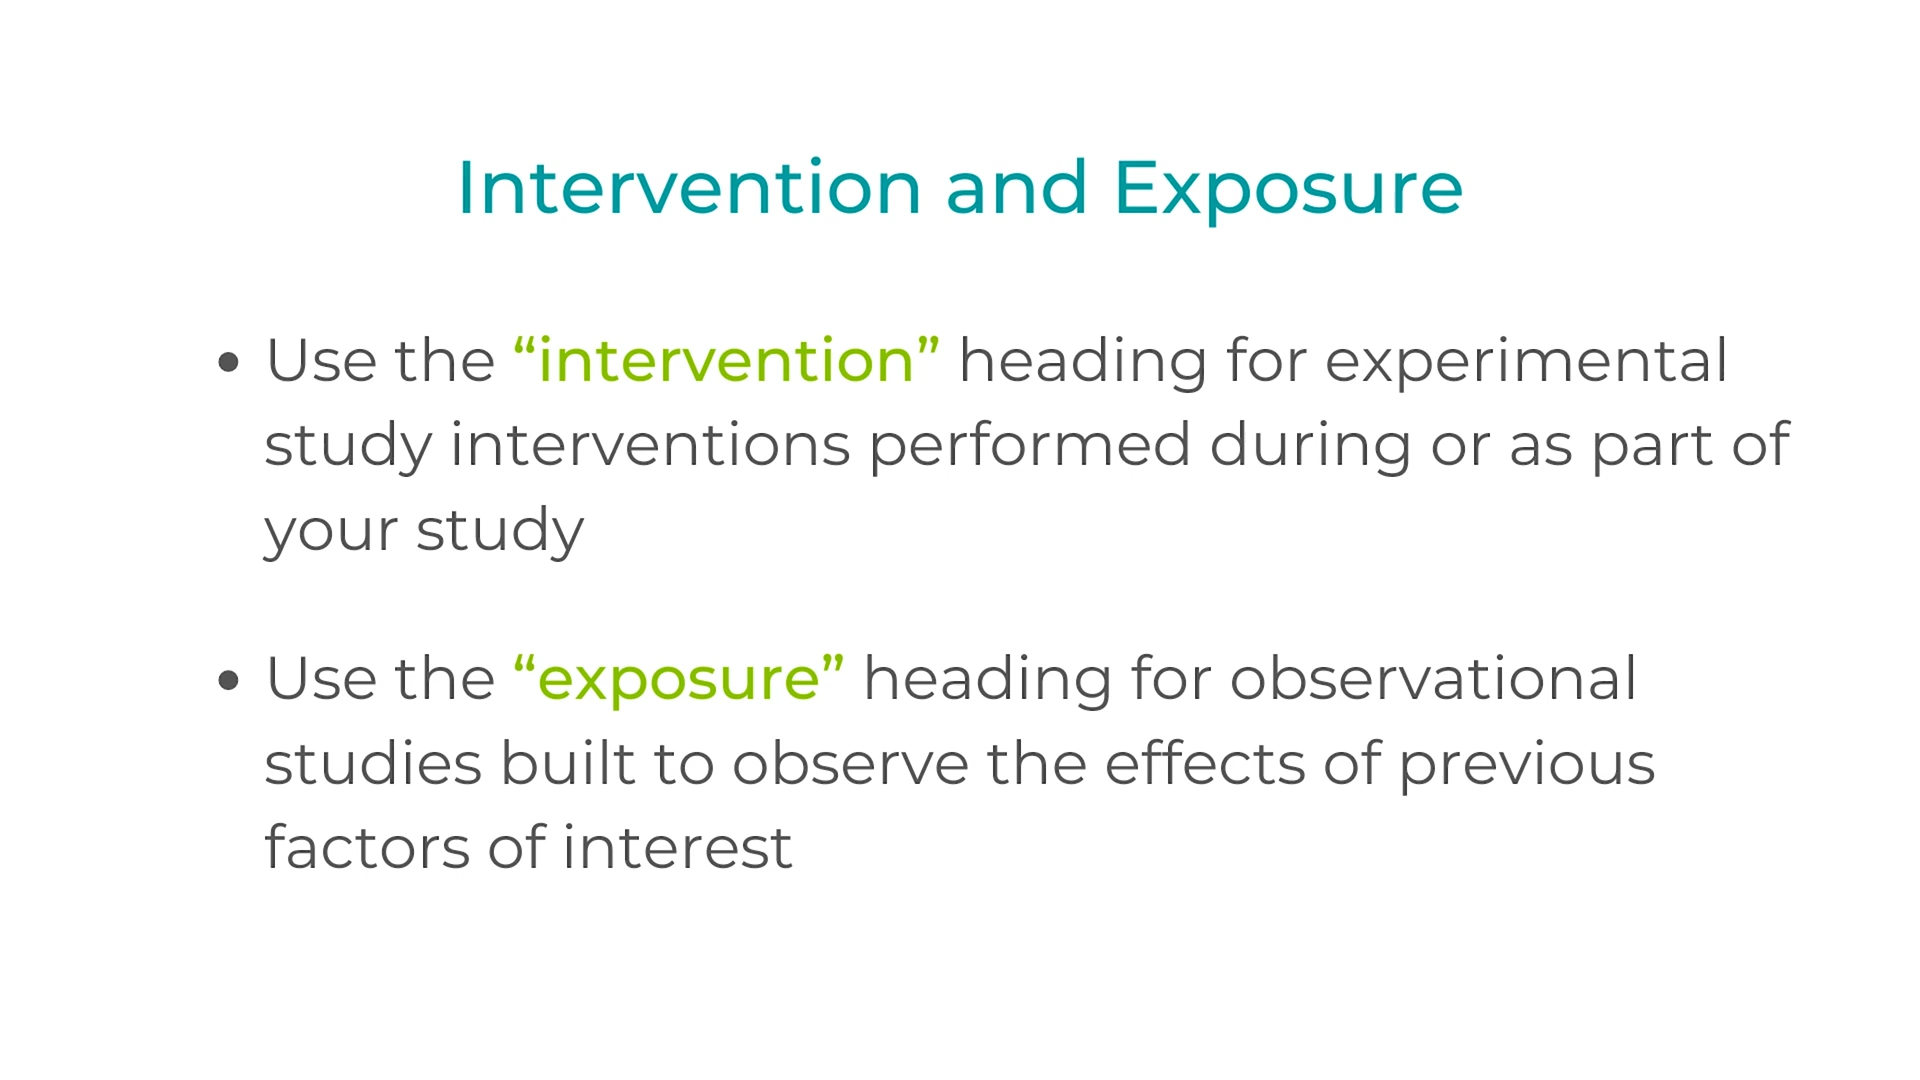 Intervention and Exposure
• Use the “intervention” heading for experimental
study interventions performed during or as part of
your study
• Use the “exposure” heading for observational
studies built to observe the effects of previous
factors of interest